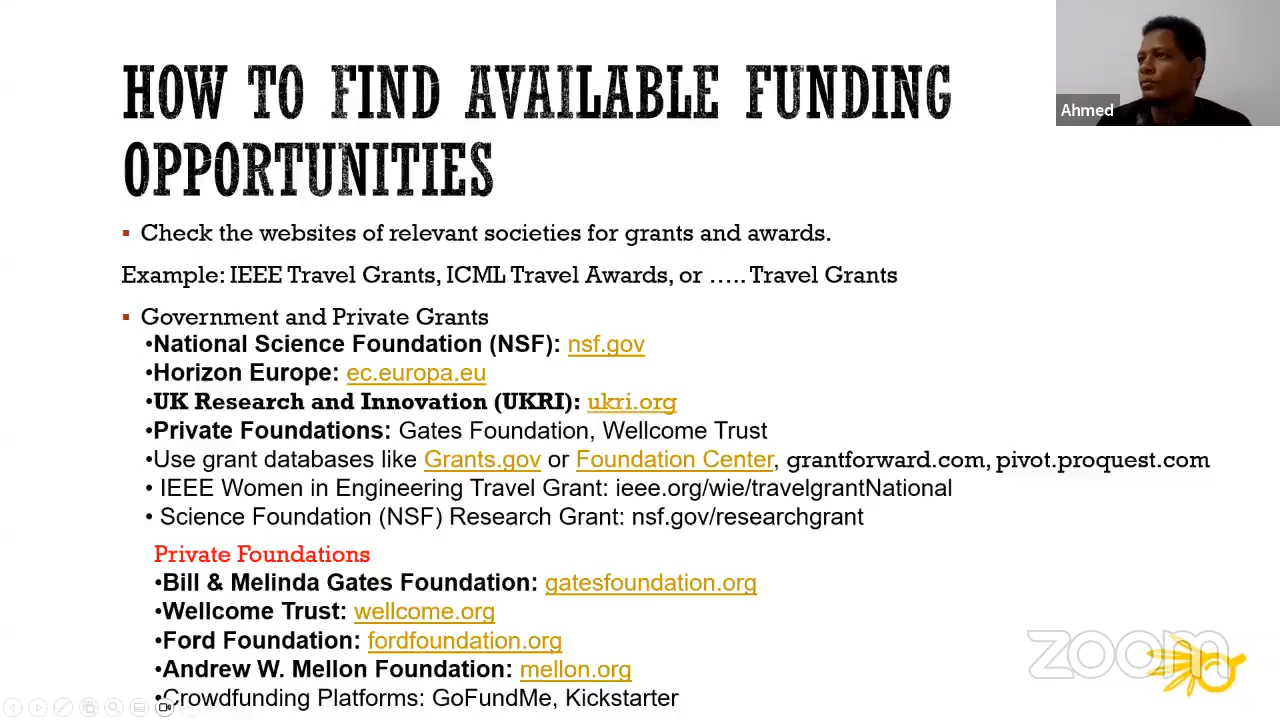 HOW TO FIND AVAILABLE FUNDING
OPPORTUNITIES
Ahmed
▪ Check the websites of relevant societies for grants and awards.
Example: IEEE Travel Grants, ICML Travel Awards, or ..... Travel Grants
▪ Government and Private Grants
•National Science Foundation (NSF): nsf.gov
•Horizon Europe: ec.europa.eu
•UK Research and Innovation (UKRI): ukri.org
•Private Foundations: Gates Foundation, Wellcome Trust
•Use grant databases like Grants.gov or Foundation Center, grantforward.com, pivot.proquest.com
• IEEE Women in Engineering Travel Grant: ieee.org/wie/travelgrantNational
• Science Foundation (NSF) Research Grant: nsf.gov/researchgrant
Private Foundations
•Bill & Melinda Gates Foundation: gatesfoundation.org
•Wellcome Trust: wellcome.org
•Ford Foundation: fordfoundation.org
•Andrew W. Mellon Foundation: mellon.org
•Crowdfunding Platforms: GoFundMe, Kickstarter
zoom